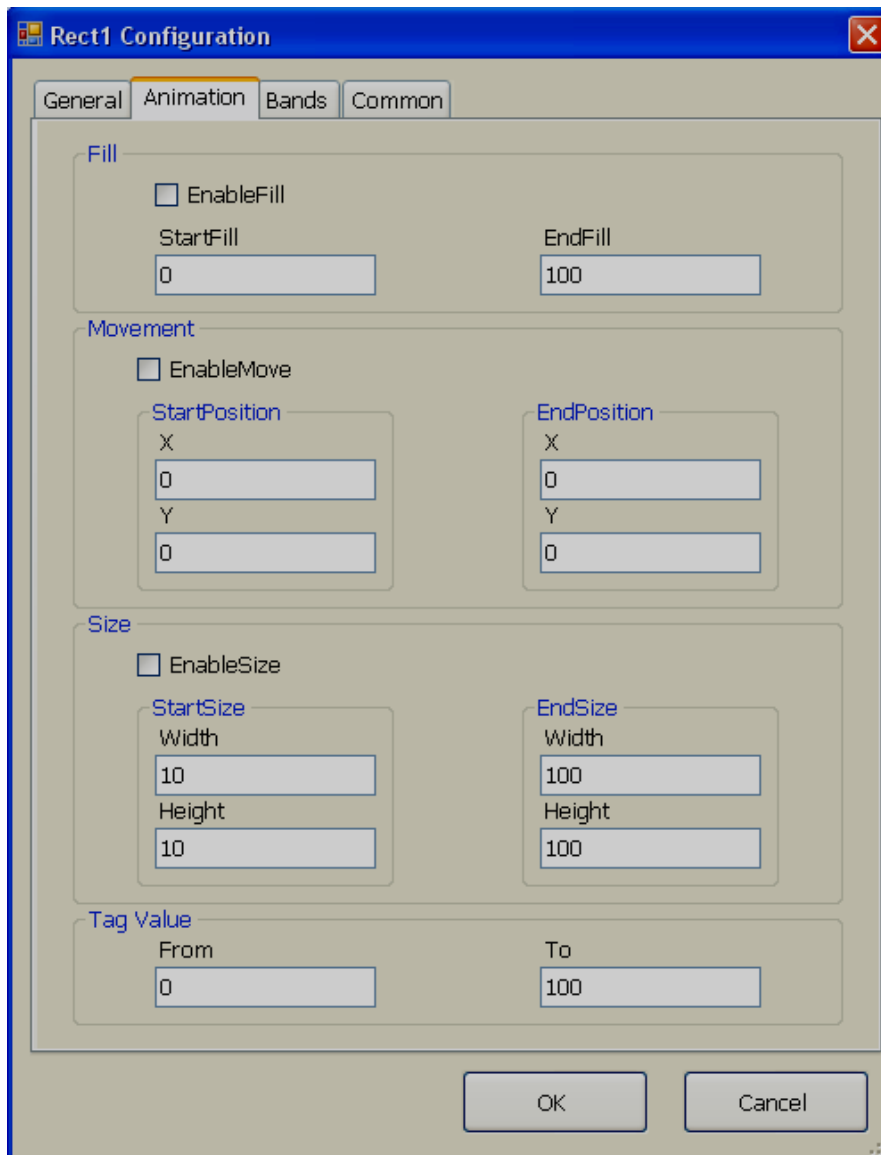 Rect1 Configuration
General Animation Bands Common
Fill
EnableFill
StartFill EndFill
0 100
Movement
EnableMove
StartPosition EndPosition
X X
0 0
Y Y
0 0
Size
EnableSize
StartSize EndSize
Width Width
10 100
Height Height
10 100
Tag Value
From To
0 100
OK Cancel